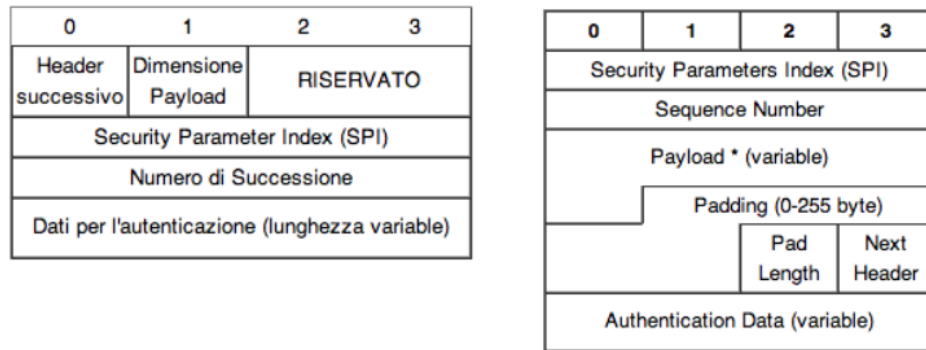 0 1 2 3
Header successivo
Dimensione Payload
RISERVATO
Security Parameter Index (SPI)
Numero di Successione
Dati per l'autenticazione (lunghezza variable)
0 1 2 3
Security Parameters Index (SPI)
Sequence Number
Payload * (variable)
Padding (0-255 byte)
Pad Length
Next Header
Authentication Data (variable)